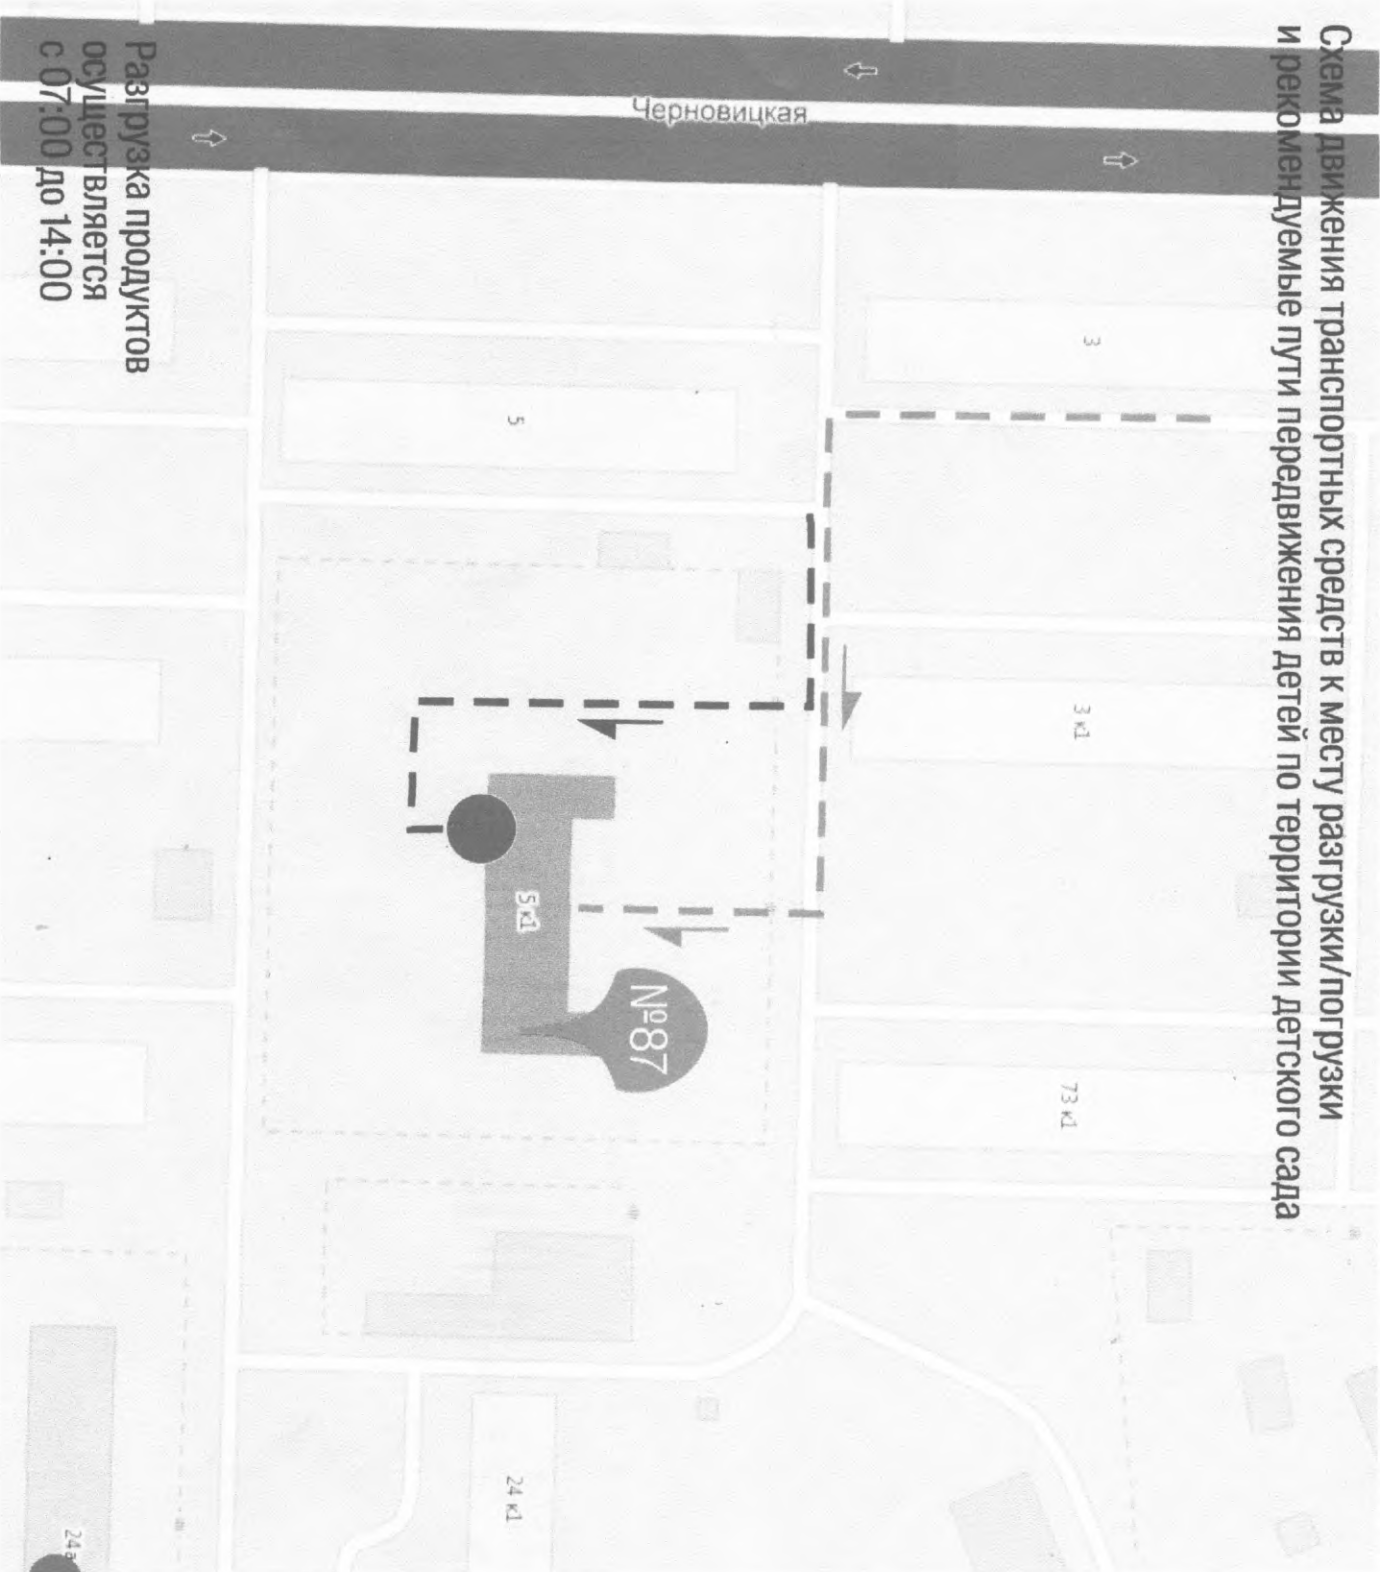 Схема движения транспортных средств к месту разгрузки/погрузки
и рекомендуемые пути передвижения детей по территории детского сада
Черновицкая
3
3 к1
73 к1
5
5 к1
№87
24 к1
24а
Разгрузка продуктов
осуществляется
с 07:00 до 14:00